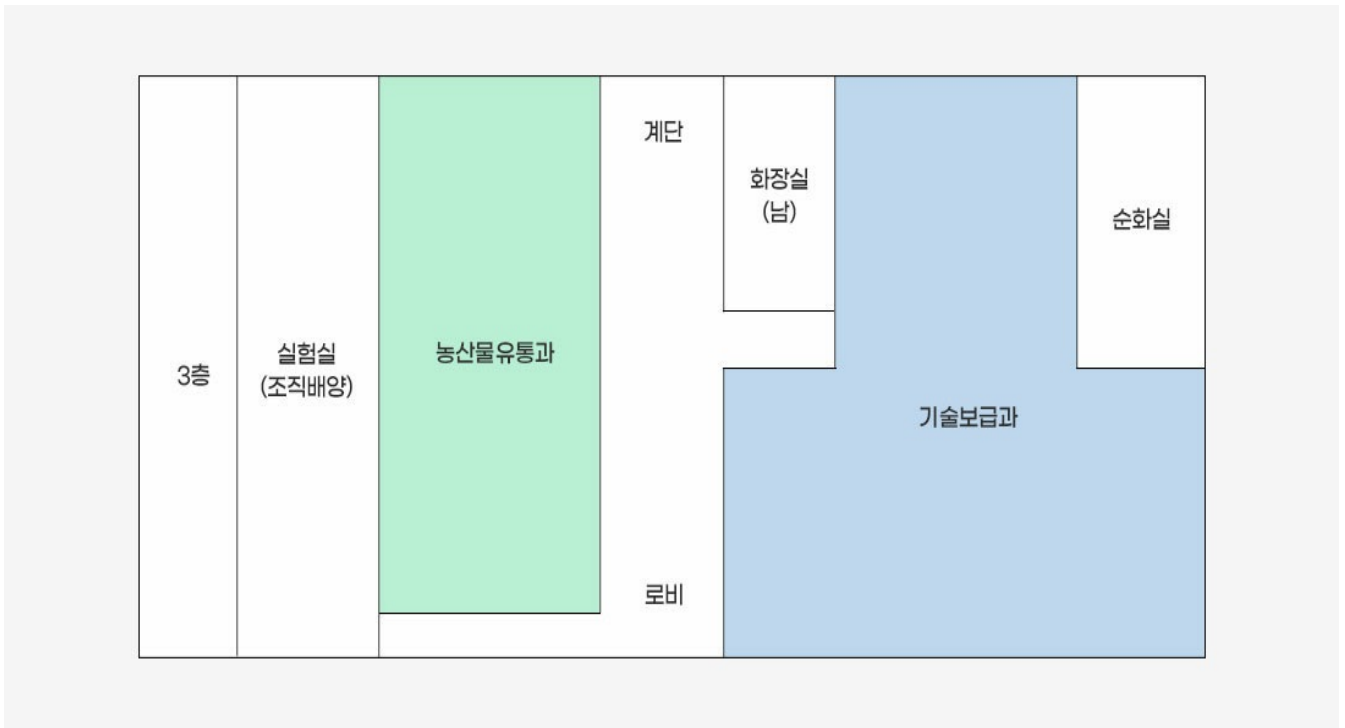 3층
실험실
(조직배양)
농산물유통과
계단
로비
화장실
(남)
기술보급과
순화실